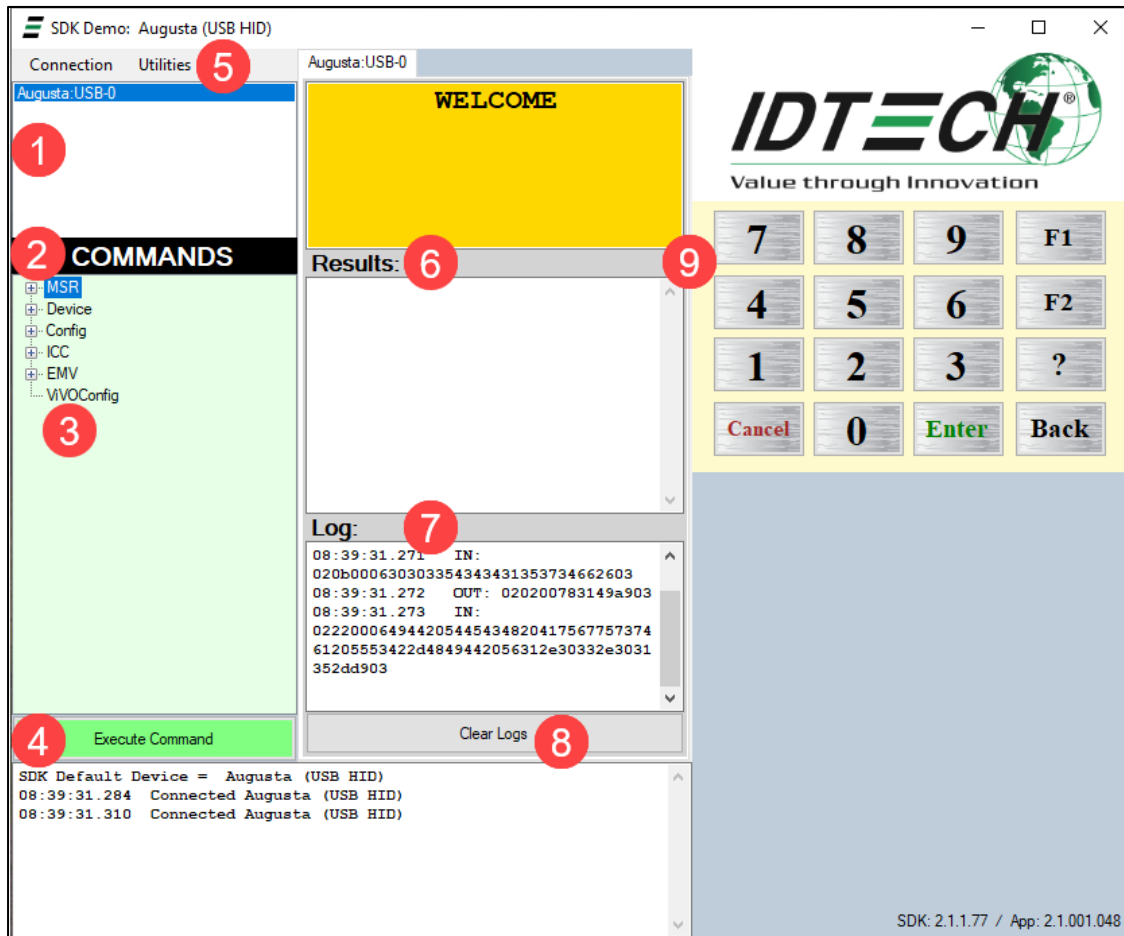 SDK Demo: Augusta (USB HID)
Connection Utilities 5
Augusta:USB-0
Augusta:USB-0
1
WELCOME
IDTECH®
Value through Innovation
2 COMMANDS
MSR
Device
Config
ICC
EMV
ViVOConfig
3
4 Execute Command
Results: 6
9
Log: 7
08:39:31.271 IN:
020b0006303033354343431353734662603
08:39:31.272 OUT: 020200783149a903
08:39:31.273 IN:
0222000649442054454348204175677573​74
61205553422d4849442056312e30332e3031
352dd903
Clear Logs 8
7 8 9 F1
4 5 6 F2
1 2 3 ?
Cancel 0 Enter Back
SDK Default Device = Augusta (USB HID)
08:39:31.284 Connected Augusta (USB HID)
08:39:31.310 Connected Augusta (USB HID)
SDK: 2.1.1.77 / App: 2.1.001.048